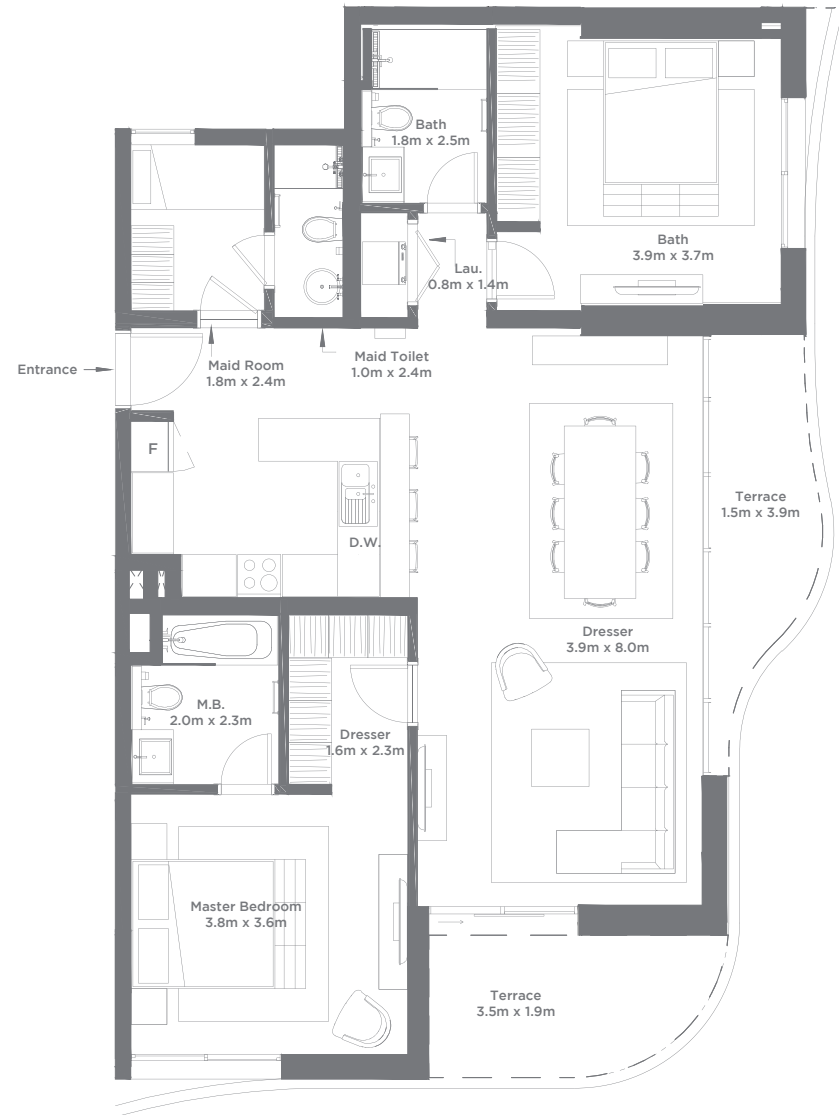 Bath
1.8m x 2.5m
Bath
3.9m x 3.7m
Lau.
0.8m x 1.4m
Entrance
Maid Room
1.8m x 2.4m
Maid Toilet
1.0m x 2.4m
F
D.W.
Terrace
1.5m x 3.9m
Dresser
3.9m x 8.0m
M.B.
2.0m x 2.3m
Dresser
1.6m x 2.3m
Master Bedroom
3.8m x 3.6m
Terrace
3.5m x 1.9m